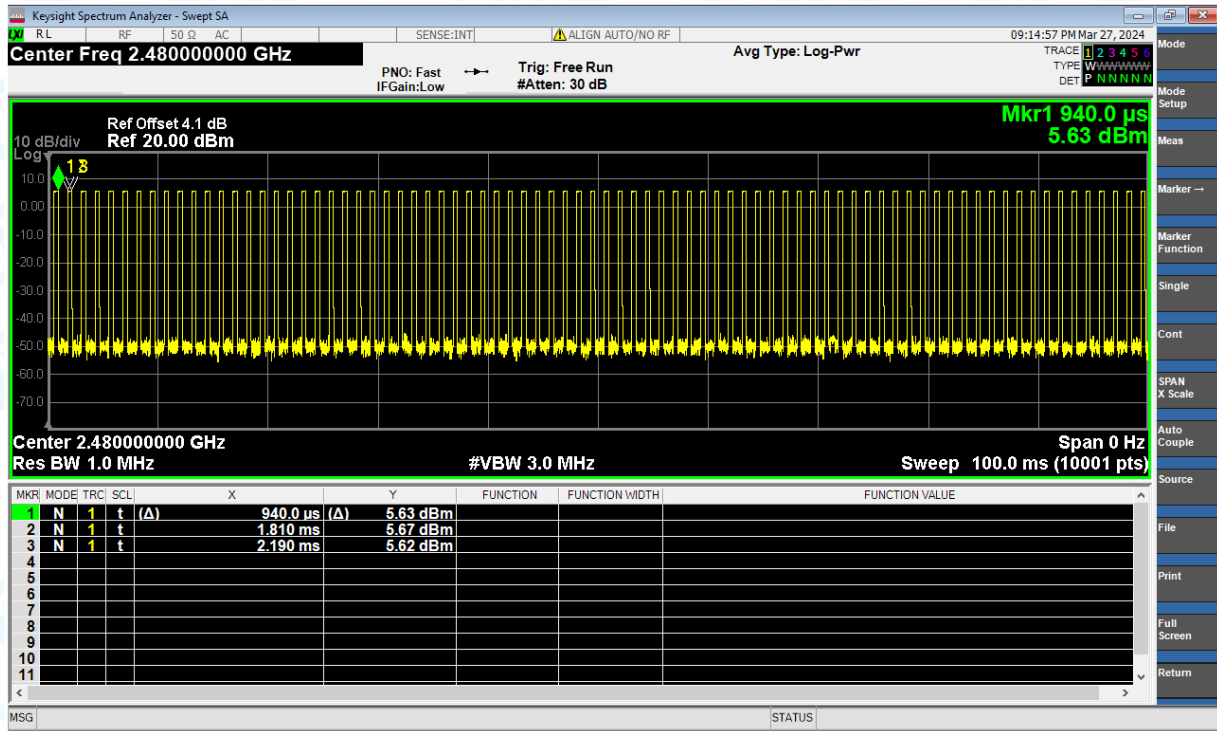 Keysight Spectrum Analyzer - Swept SA
LXI RL RF 50 Ω AC SENSE:INT ALIGN AUTO/NO RF 09:14:57 PM Mar 27, 2024
Center Freq 2.480000000 GHz
Avg Type: Log-Pwr
TRACE 1 2 3 4 5 6
TYPE WWWWWW
DET P N N N N N
PNO: Fast
IFGain:Low
Trig: Free Run
#Atten: 30 dB
Mkr1 940.0 µs
5.63 dBm
Ref Offset 4.1 dB
10 dB/div Ref 20.00 dBm
Log
1 3
10.0
0.00
-10.0
-20.0
-30.0
-40.0
-50.0
-60.0
-70.0
Center 2.480000000 GHz Span 0 Hz
Res BW 1.0 MHz #VBW 3.0 MHz Sweep 100.0 ms (10001 pts)
MKR MODE TRC SCL X Y FUNCTION FUNCTION WIDTH FUNCTION VALUE
1 N 1 t (Δ) 940.0 µs (Δ) 5.63 dBm
2 N 1 t 1.810 ms 5.67 dBm
3 N 1 t 2.190 ms 5.62 dBm
4
5
6
7
8
9
10
11
MSG STATUS
Mode
Mode
Setup
Meas
Marker →
Marker
Function
Single
Cont
SPAN
X Scale
Auto
Couple
Source
File
Print
Full
Screen
Return